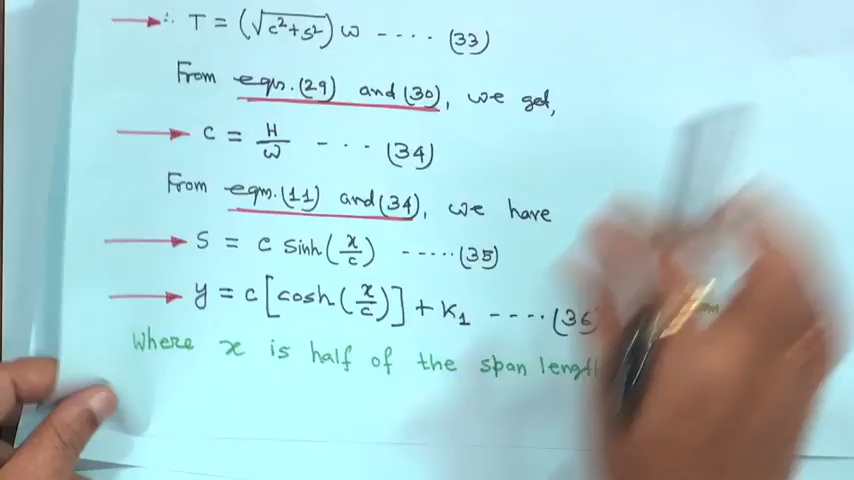 ∴ T = (√c²+s²) w ---- (33)
From eqn.(29) and (30), we get,
c = H/w --- (34)
From eqn.(11) and (34), we have
S = c sinh(x/c) ----- (35)
y = c[cosh(x/c)] + K₁ ---- (36
where x is half of the span length